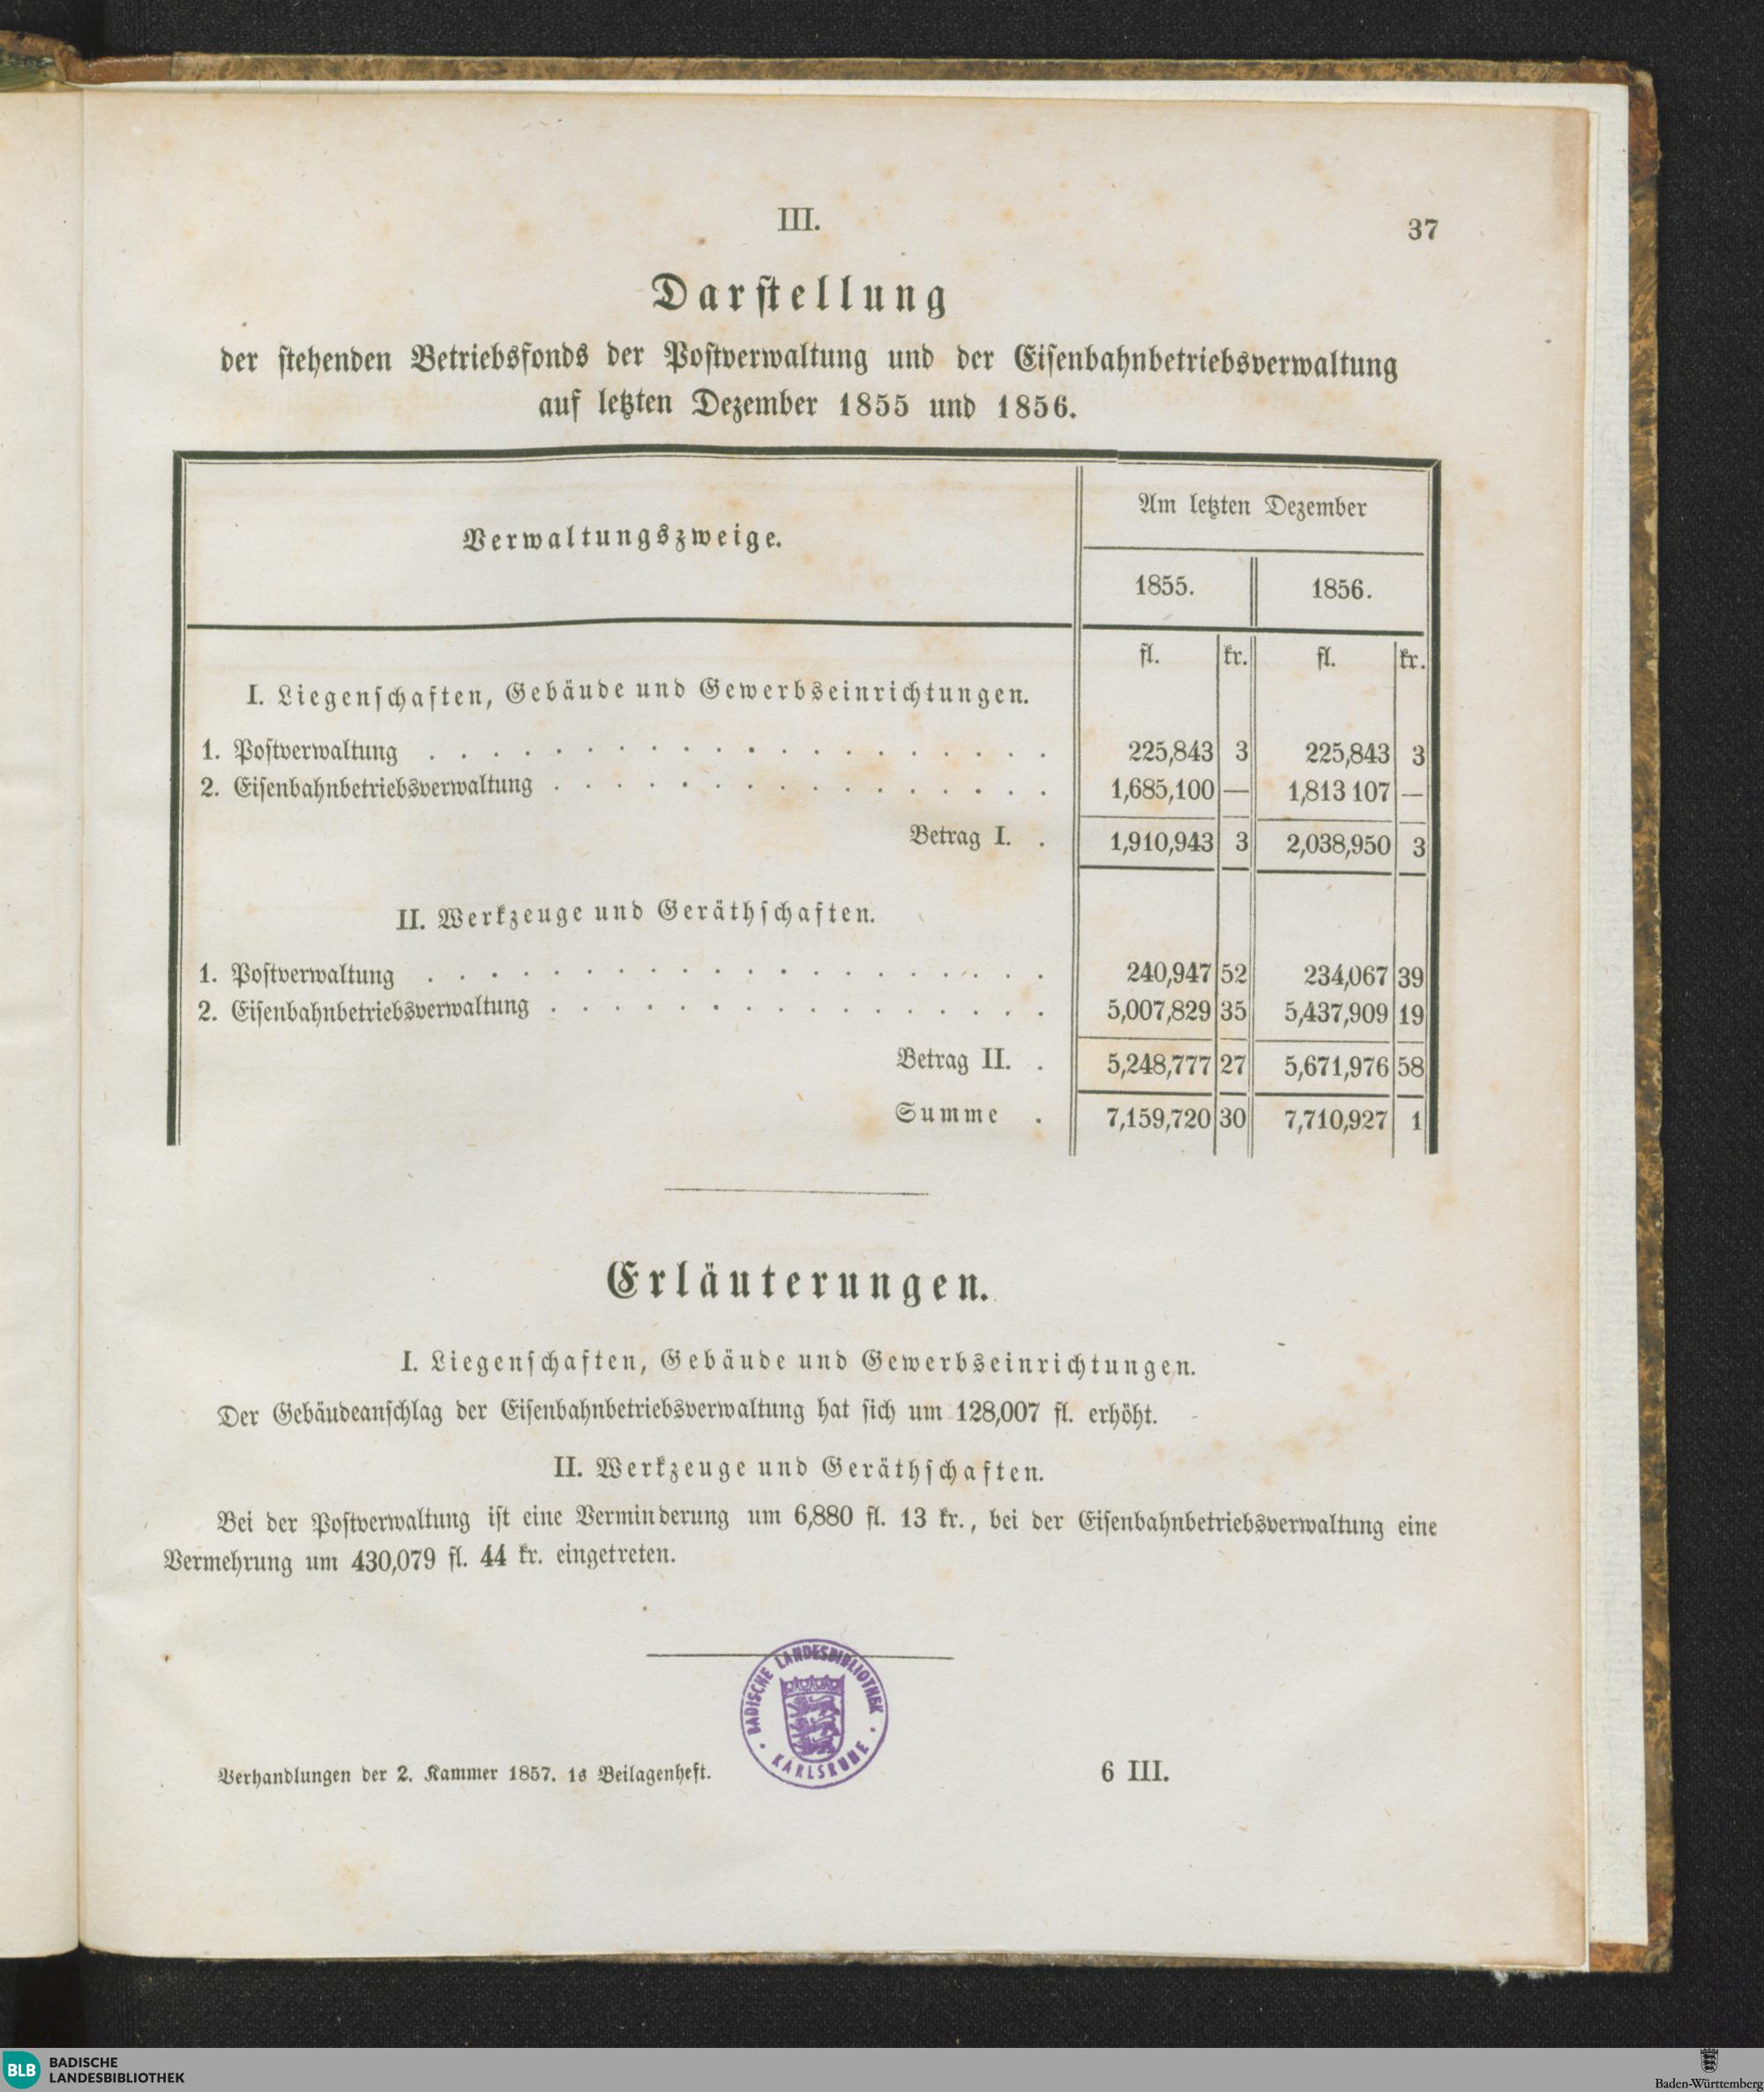 III.
37
Darstellung
der stehenden Betriebsfonds der Postverwaltung und der Eisenbahnbetriebsverwaltung
auf letzten Dezember 1855 und 1856.
Verwaltungszweige.
Am letzten Dezember
1855. 1856.
fl. kr. fl. kr.
I. Liegenschaften, Gebäude und Gewerbseinrichtungen.
1. Postverwaltung . . . . . . . . . . . . . . . . . . . . 225,843 3 225,843 3
2. Eisenbahnbetriebsverwaltung . . . . . . . . . . . . . . . . 1,685,100 — 1,813 107 —
Betrag I. . 1,910,943 3 2,038,950 3
II. Werkzeuge und Geräthschaften.
1. Postverwaltung . . . . . . . . . . . . . . . . . . . . 240,947 52 234,067 39
2. Eisenbahnbetriebsverwaltung . . . . . . . . . . . . . . . . 5,007,829 35 5,437,909 19
Betrag II. . 5,248,777 27 5,671,976 58
Summe . 7,159,720 30 7,710,927 1
Erläuterungen.
I. Liegenschaften, Gebäude und Gewerbseinrichtungen.
Der Gebäudeanschlag der Eisenbahnbetriebsverwaltung hat sich um 128,007 fl. erhöht.
II. Werkzeuge und Geräthschaften.
Bei der Postverwaltung ist eine Verminderung um 6,880 fl. 13 kr., bei der Eisenbahnbetriebsverwaltung eine
Vermehrung um 430,079 fl. 44 kr. eingetreten.
BADISCHE LANDESBIBLIOTHEK
· KARLSRUHE ·
Verhandlungen der 2. Kammer 1857. 1s Beilagenheft.
6 III.
BLB BADISCHE
LANDESBIBLIOTHEK
Baden-Württemberg